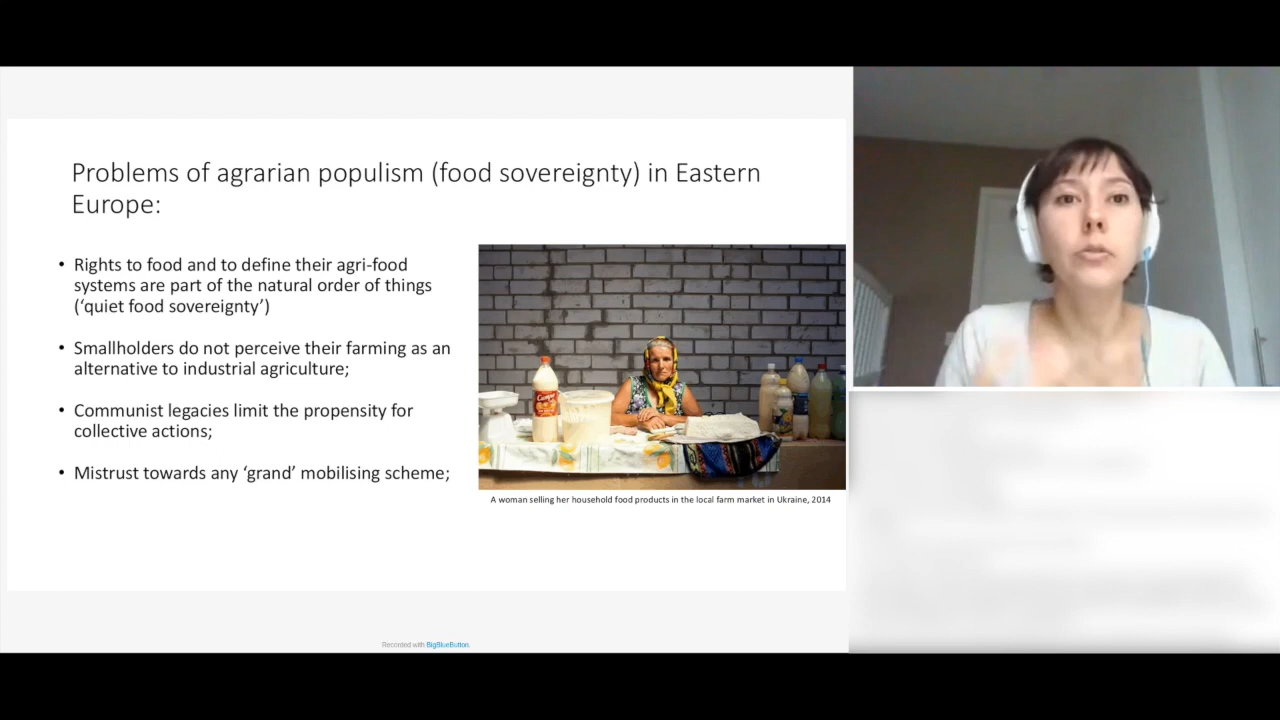 Problems of agrarian populism (food sovereignty) in Eastern
Europe:
• Rights to food and to define their agri-food
systems are part of the natural order of things
(‘quiet food sovereignty’)
• Smallholders do not perceive their farming as an
alternative to industrial agriculture;
• Communist legacies limit the propensity for
collective actions;
• Mistrust towards any ‘grand’ mobilising scheme;
A woman selling her household food products in the local farm market in Ukraine, 2014
Recorded with BigBlueButton.